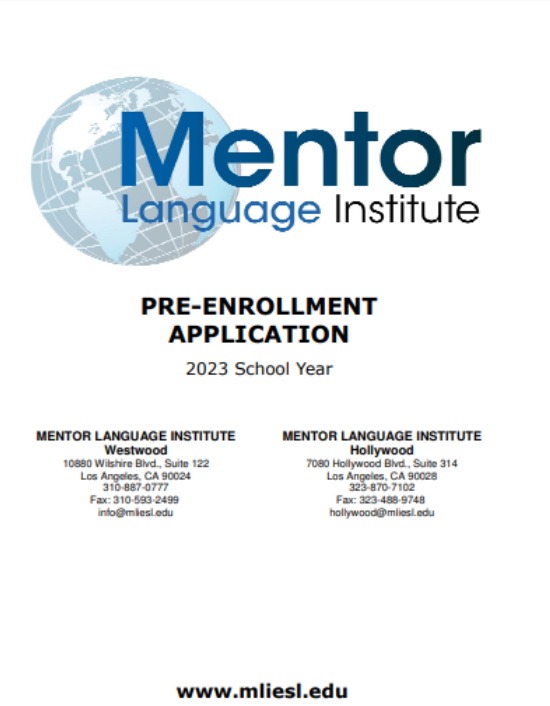 Mentor
Language Institute
PRE-ENROLLMENT
APPLICATION
2023 School Year
MENTOR LANGUAGE INSTITUTE
Westwood
10880 Wilshire Blvd., Suite 122
Los Angeles, CA 90024
310-887-0777
Fax: 310-593-2499
info@mliesl.edu
MENTOR LANGUAGE INSTITUTE
Hollywood
7080 Hollywood Blvd., Suite 314
Los Angeles, CA 90028
323-870-7102
Fax: 323-488-9748
hollywood@mliesl.edu
www.mliesl.edu